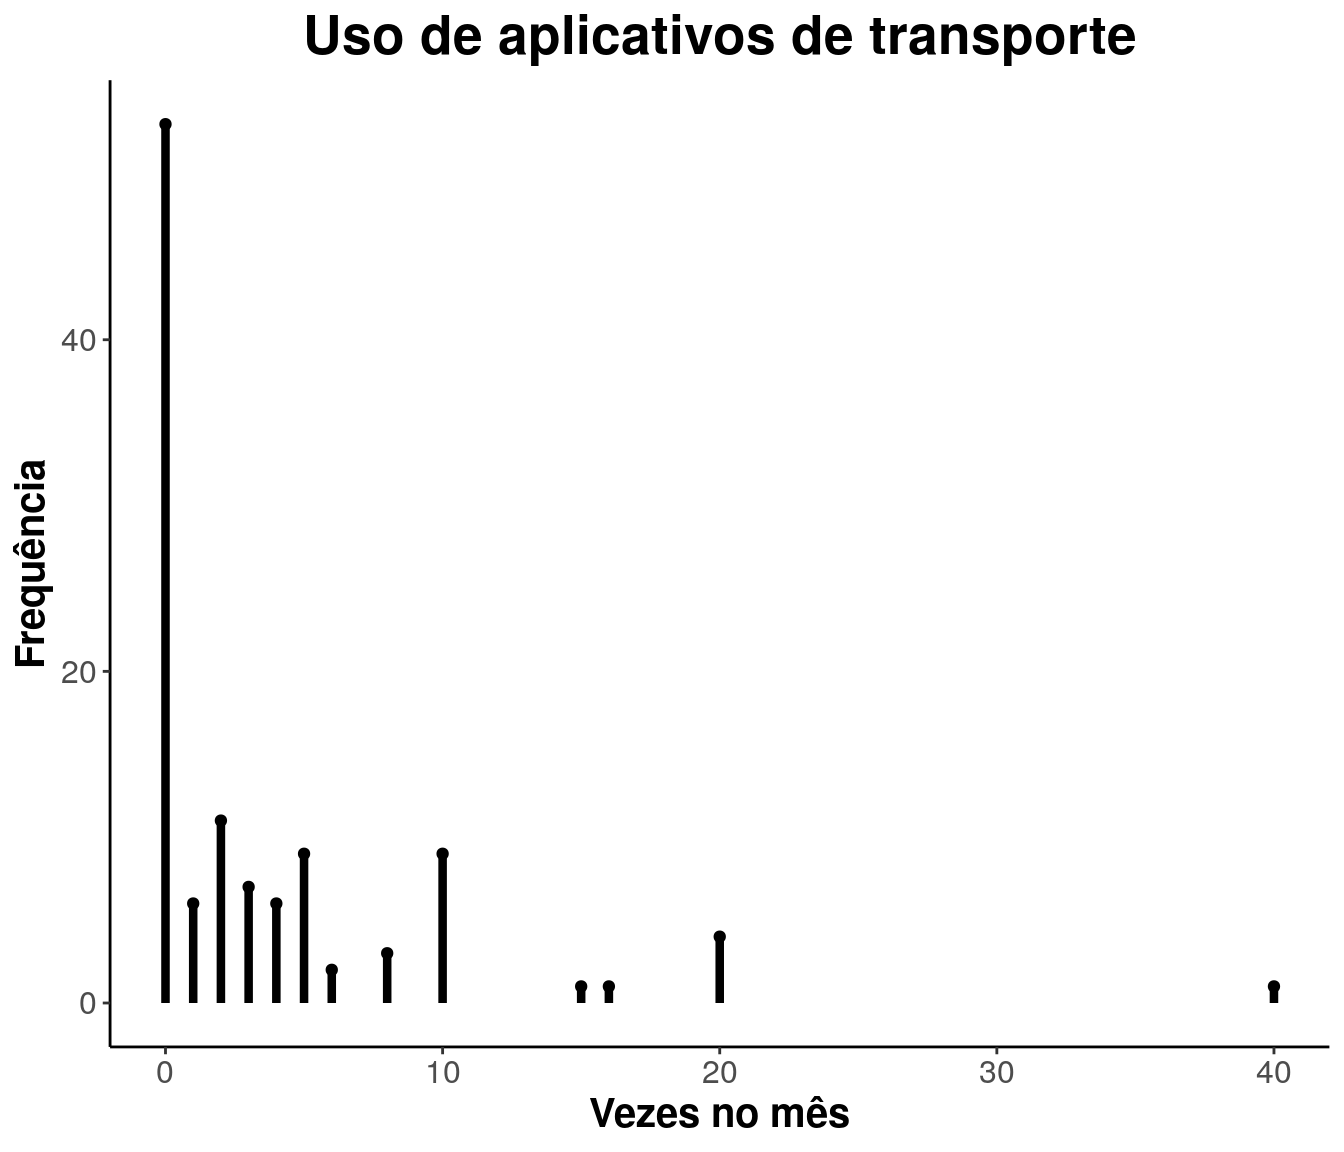 Uso de aplicativos de transporte
Frequência
40
20
0
0 10 20 30 40
Vezes no mês